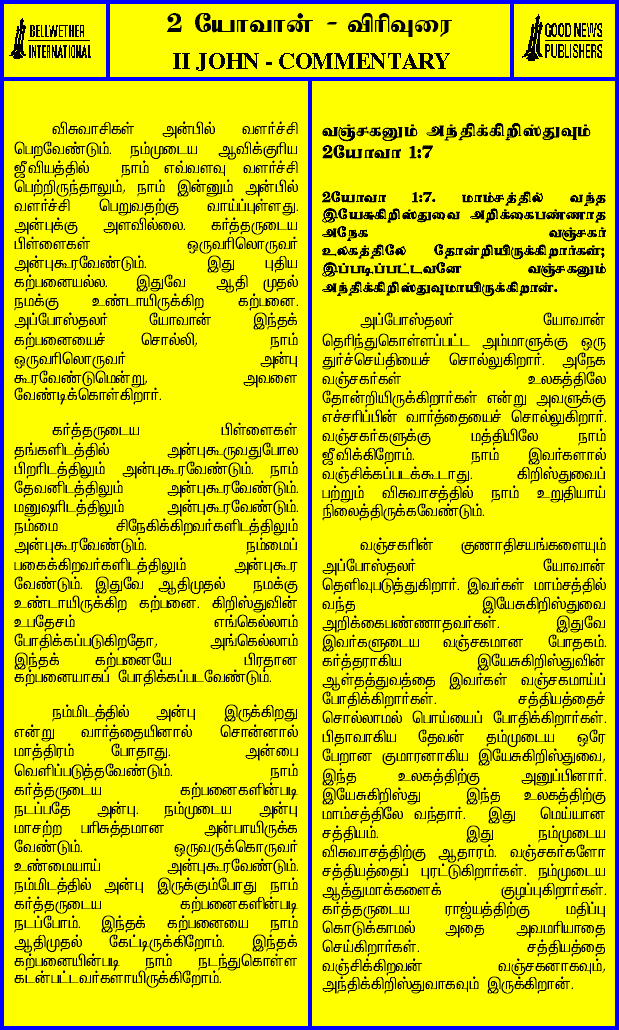 BELLWETHER
INTERNATIONAL
2 யோவான் - விரிவுரை
II JOHN - COMMENTARY
GOOD NEWS
PUBLISHERS
விசுவாசிகள் அன்பில் வளர்ச்சி
பெறவேண்டும். நம்முடைய ஆவிக்குரிய
ஜீவியத்தில் நாம் எவ்வளவு வளர்ச்சி
பெற்றிருந்தாலும், நாம் இன்னும் அன்பில்
வளர்ச்சி பெறுவதற்கு வாய்ப்புள்ளது.
அன்புக்கு அளவில்லை. கர்த்தருடைய
பிள்ளைகள் ஒருவரிலொருவர்
அன்புகூரவேண்டும். இது புதிய
கற்பனையல்ல. இதுவே ஆதி முதல்
நமக்கு உண்டாயிருக்கிற கற்பனை.
அப்போஸ்தலர் யோவான் இந்தக்
கற்பனையைச் சொல்லி, நாம்
ஒருவரிலொருவர் அன்பு
கூரவேண்டுமென்று, அவளை
வேண்டிக்கொள்கிறார்.
கர்த்தருடைய பிள்ளைகள்
தங்களிடத்தில் அன்புகூருவதுபோல
பிறரிடத்திலும் அன்புகூரவேண்டும். நாம்
தேவனிடத்திலும் அன்புகூரவேண்டும்.
மனுஷரிடத்திலும் அன்புகூரவேண்டும்.
நம்மை சிநேகிக்கிறவர்களிடத்திலும்
அன்புகூரவேண்டும். நம்மைப்
பகைக்கிறவர்களிடத்திலும் அன்புகூர
வேண்டும். இதுவே ஆதிமுதல் நமக்கு
உண்டாயிருக்கிற கற்பனை. கிறிஸ்துவின்
உபதேசம் எங்கெல்லாம்
போதிக்கப்படுகிறதோ, அங்கெல்லாம்
இந்தக் கற்பனையே பிரதான
கற்பனையாகப் போதிக்கப்படவேண்டும்.
நம்மிடத்தில் அன்பு இருக்கிறது
என்று வார்த்தையினால் சொன்னால்
மாத்திரம் போதாது. அன்பை
வெளிப்படுத்தவேண்டும். நாம்
கர்த்தருடைய கற்பனைகளின்படி
நடப்பதே அன்பு. நம்முடைய அன்பு
மாசற்ற பரிசுத்தமான அன்பாயிருக்க
வேண்டும். ஒருவருக்கொருவர்
உண்மையாய் அன்புகூரவேண்டும்.
நம்மிடத்தில் அன்பு இருக்கும்போது நாம்
கர்த்தருடைய கற்பனைகளின்படி
நடப்போம். இந்தக் கற்பனையை நாம்
ஆதிமுதல் கேட்டிருக்கிறோம். இந்தக்
கற்பனையின்படி நாம் நடந்துகொள்ள
கடன்பட்டவர்களாயிருக்கிறோம்.
வஞ்சகனும் அந்திக்கிறிஸ்துவும்
2யோவா 1:7
2யோவா 1:7. மாம்சத்தில் வந்த
இயேசுகிறிஸ்துவை அறிக்கைபண்ணாத
அநேக வஞ்சகர்
உலகத்திலே தோன்றியிருக்கிறார்கள்;
இப்படிப்பட்டவனே வஞ்சகனும்
அந்திக்கிறிஸ்துவுமாயிருக்கிறான்.
அப்போஸ்தலர் யோவான்
தெரிந்துகொள்ளப்பட்ட அம்மாளுக்கு ஒரு
துர்ச்செய்தியைச் சொல்லுகிறார். அநேக
வஞ்சகர்கள் உலகத்திலே
தோன்றியிருக்கிறார்கள் என்று அவளுக்கு
எச்சரிப்பின் வார்த்தையைச் சொல்லுகிறார்.
வஞ்சகர்களுக்கு மத்தியிலே நாம்
ஜீவிக்கிறோம். நாம் இவர்களால்
வஞ்சிக்கப்படக்கூடாது. கிறிஸ்துவைப்
பற்றும் விசுவாசத்தில் நாம் உறுதியாய்
நிலைத்திருக்கவேண்டும்.
வஞ்சகரின் குணாதிசயங்களையும்
அப்போஸ்தலர் யோவான்
தெளிவுபடுத்துகிறார். இவர்கள் மாம்சத்தில்
வந்த இயேசுகிறிஸ்துவை
அறிக்கைபண்ணாதவர்கள். இதுவே
இவர்களுடைய வஞ்சகமான போதகம்.
கர்த்தராகிய இயேசுகிறிஸ்துவின்
ஆள்தத்துவத்தை இவர்கள் வஞ்சகமாய்ப்
போதிக்கிறார்கள். சத்தியத்தைச்
சொல்லாமல் பொய்யைப் போதிக்கிறார்கள்.
பிதாவாகிய தேவன் தம்முடைய ஒரே
பேறான குமாரனாகிய இயேசுகிறிஸ்துவை,
இந்த உலகத்திற்கு அனுப்பினார்.
இயேசுகிறிஸ்து இந்த உலகத்திற்கு
மாம்சத்திலே வந்தார். இது மெய்யான
சத்தியம். இது நம்முடைய
விசுவாசத்திற்கு ஆதாரம். வஞ்சகர்களோ
சத்தியத்தைப் புரட்டுகிறார்கள். நம்முடைய
ஆத்துமாக்களைக் குழப்புகிறார்கள்.
கர்த்தருடைய ராஜ்யத்திற்கு மதிப்பு
கொடுக்காமல் அதை அவமரியாதை
செய்கிறார்கள். சத்தியத்தை
வஞ்சிக்கிறவன் வஞ்சகனாகவும்,
அந்திக்கிறிஸ்துவாகவும் இருக்கிறான்.